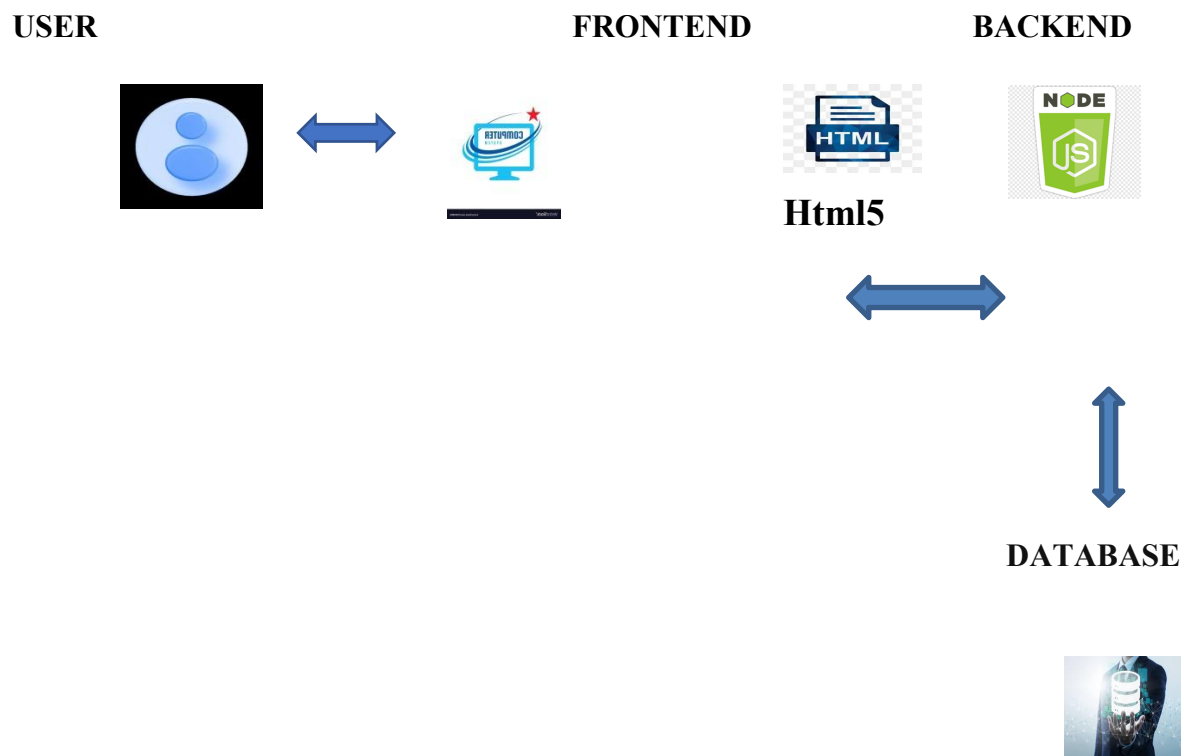 USER FRONTEND BACKEND
COMPUTER
HTML
NODE
JS
Html5
DATABASE